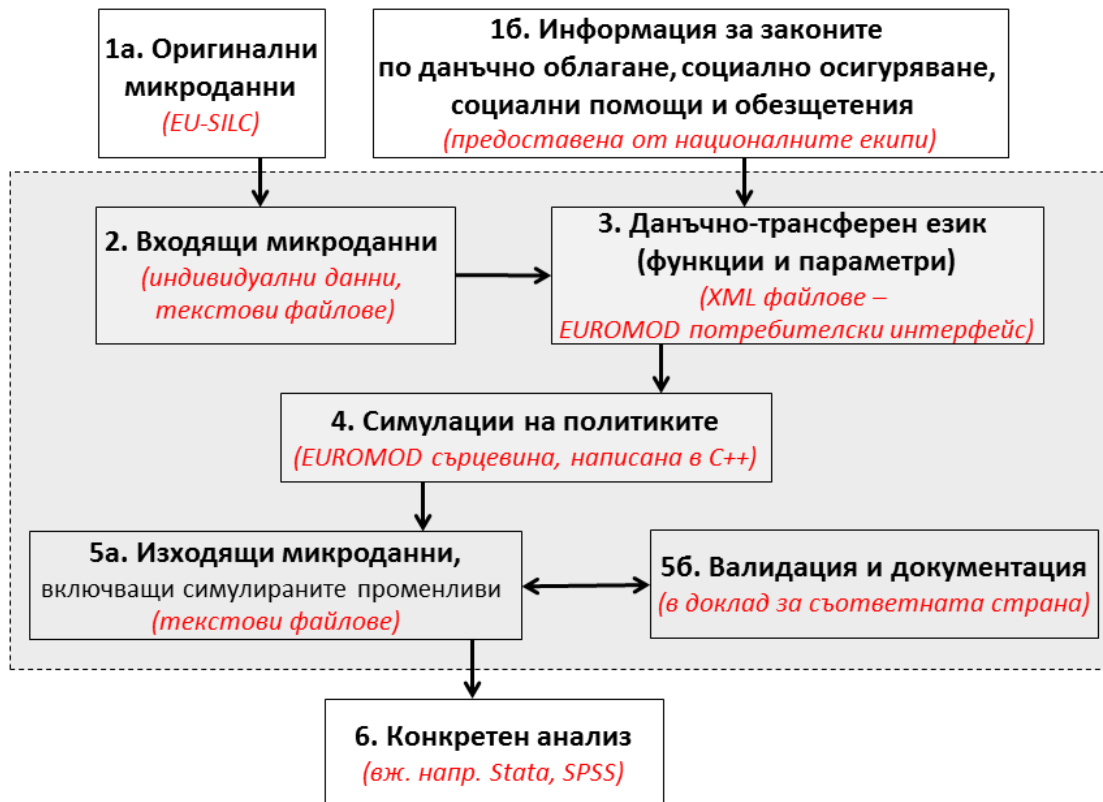 1а. Оригинални
микроданни
(EU-SILC)
1б. Информация за законите
по данъчно облагане, социално осигуряване,
социални помощи и обезщетения
(предоставена от националните екипи)
2. Входящи микроданни
(индивидуални данни,
текстови файлове)
3. Данъчно-трансферен език
(функции и параметри)
(XML файлове –
EUROMOD потребителски интерфейс)
4. Симулации на политиките
(EUROMOD сърцевина, написана в C++)
5а. Изходящи микроданни,
включващи симулираните променливи
(текстови файлове)
5б. Валидация и документация
(в доклад за съответната страна)
6. Конкретен анализ
(вж. напр. Stata, SPSS)